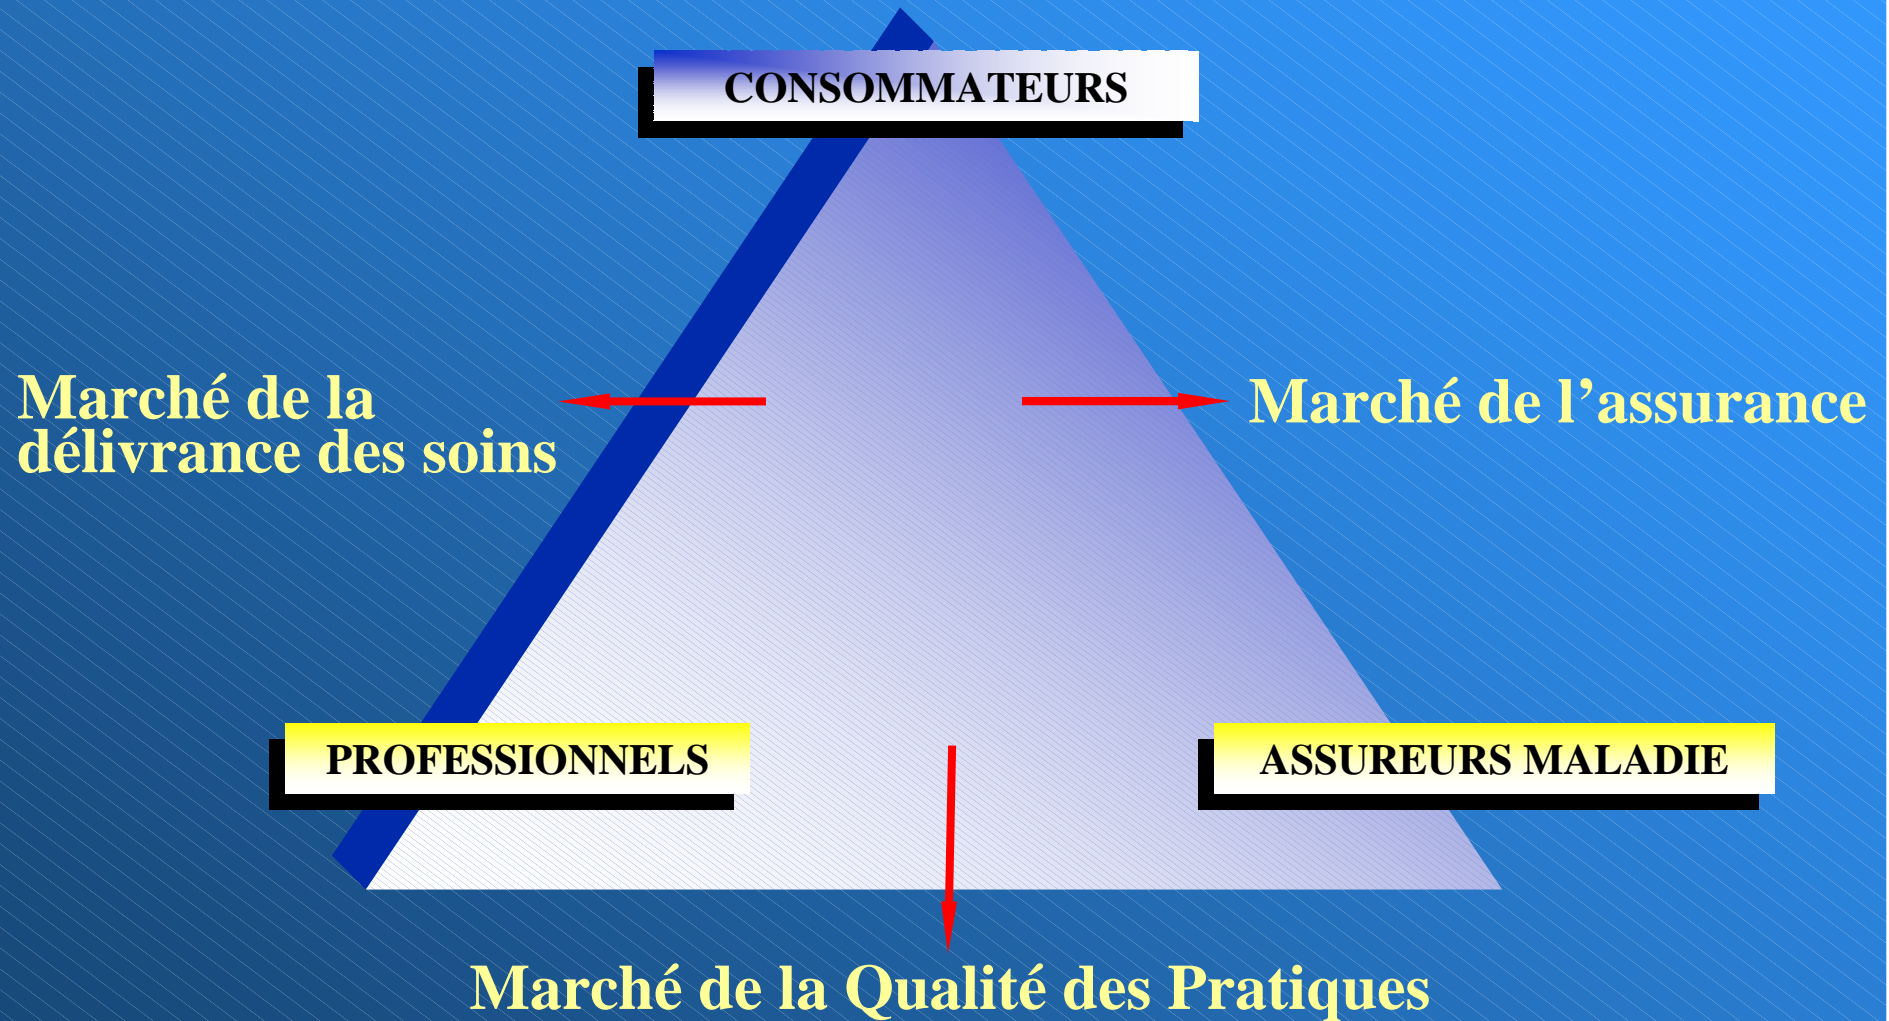 CONSOMMATEURS
Marché de la
délivrance des soins
Marché de l’assurance
PROFESSIONNELS
ASSUREURS MALADIE
Marché de la Qualité des Pratiques